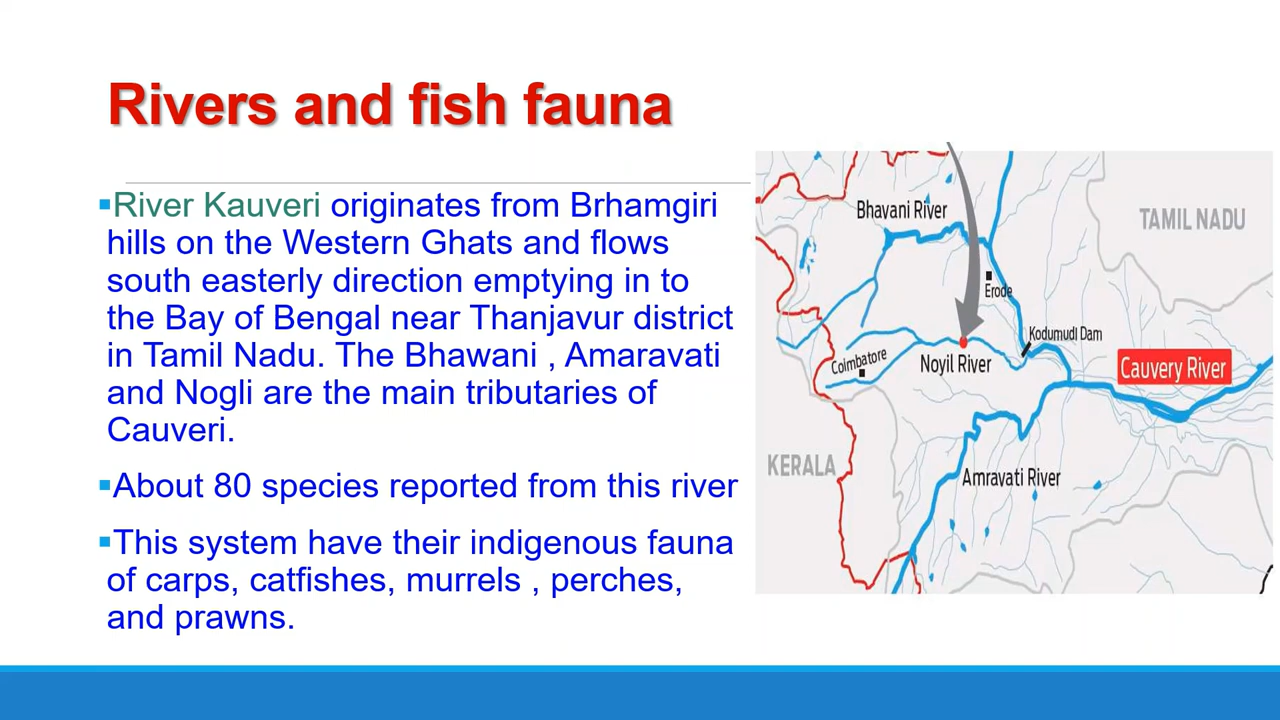 Rivers and fish fauna
▪River Kauveri originates from Brhamgiri
hills on the Western Ghats and flows
south easterly direction emptying in to
the Bay of Bengal near Thanjavur district
in Tamil Nadu. The Bhawani , Amaravati
and Nogli are the main tributaries of
Cauveri.
▪About 80 species reported from this river
▪This system have their indigenous fauna
of carps, catfishes, murrels , perches,
and prawns.
Bhavani River
TAMIL NADU
Erode
Kodumudi Dam
Coimbatore
Noyil River
Cauvery River
KERALA
Amravati River